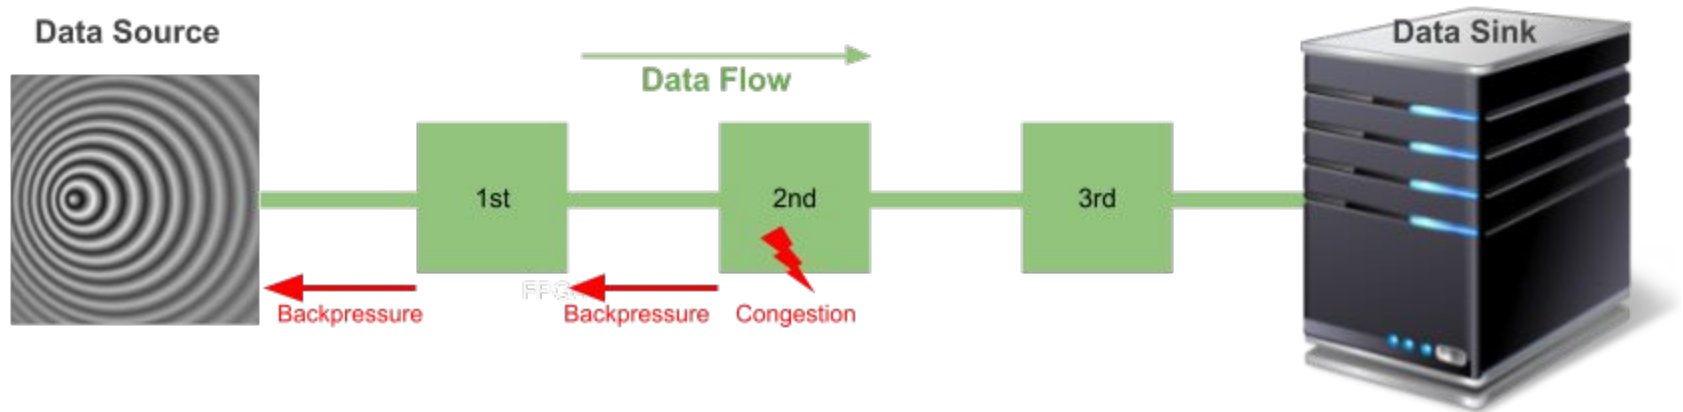 Data Source
Data Flow
Data Sink
1st
2nd
3rd
Backpressure
Backpressure
Congestion